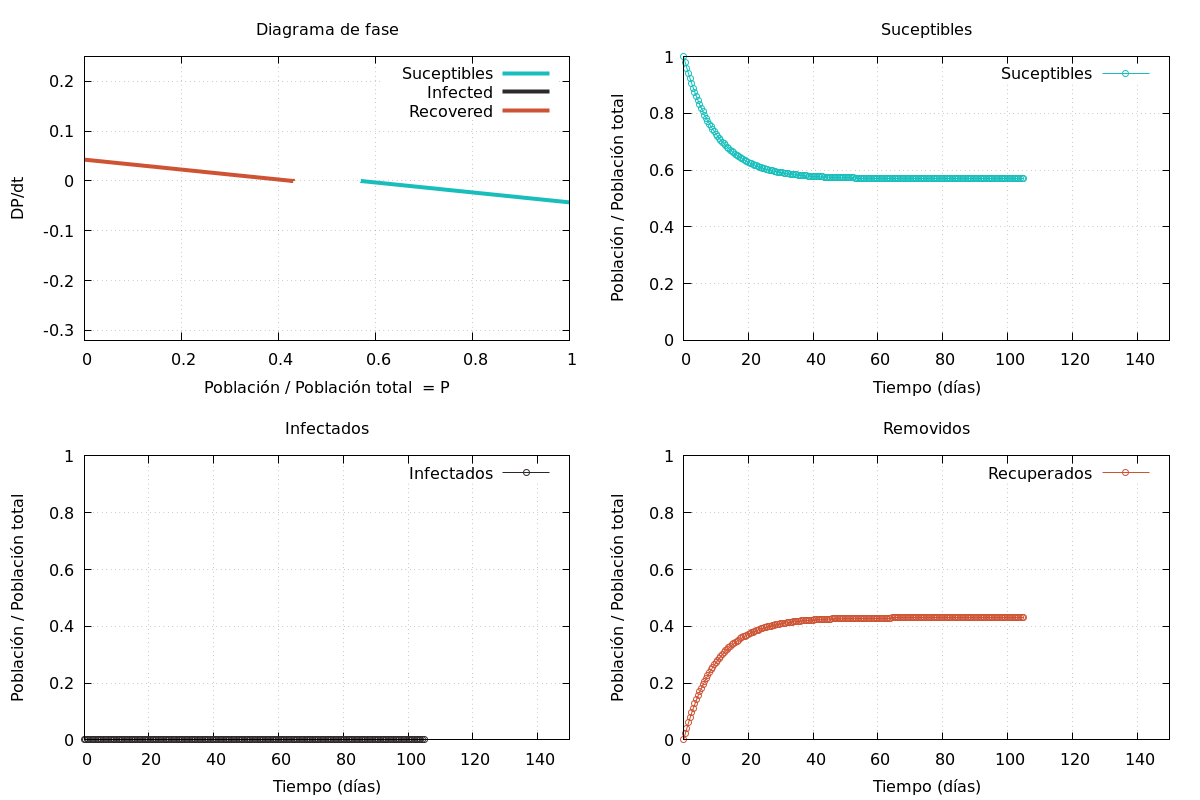 Diagrama de fase
Suceptibles
Infected
Recovered
0.2
0.1
0
-0.1
-0.2
-0.3
DP/dt
0 0.2 0.4 0.6 0.8 1
Población / Población total = P
Suceptibles
Suceptibles
1
0.8
0.6
0.4
0.2
0
Población / Población total
0 20 40 60 80 100 120 140
Tiempo (días)
Infectados
Infectados
1
0.8
0.6
0.4
0.2
0
Población / Población total
0 20 40 60 80 100 120 140
Tiempo (días)
Removidos
Recuperados
1
0.8
0.6
0.4
0.2
0
Población / Población total
0 20 40 60 80 100 120 140
Tiempo (días)